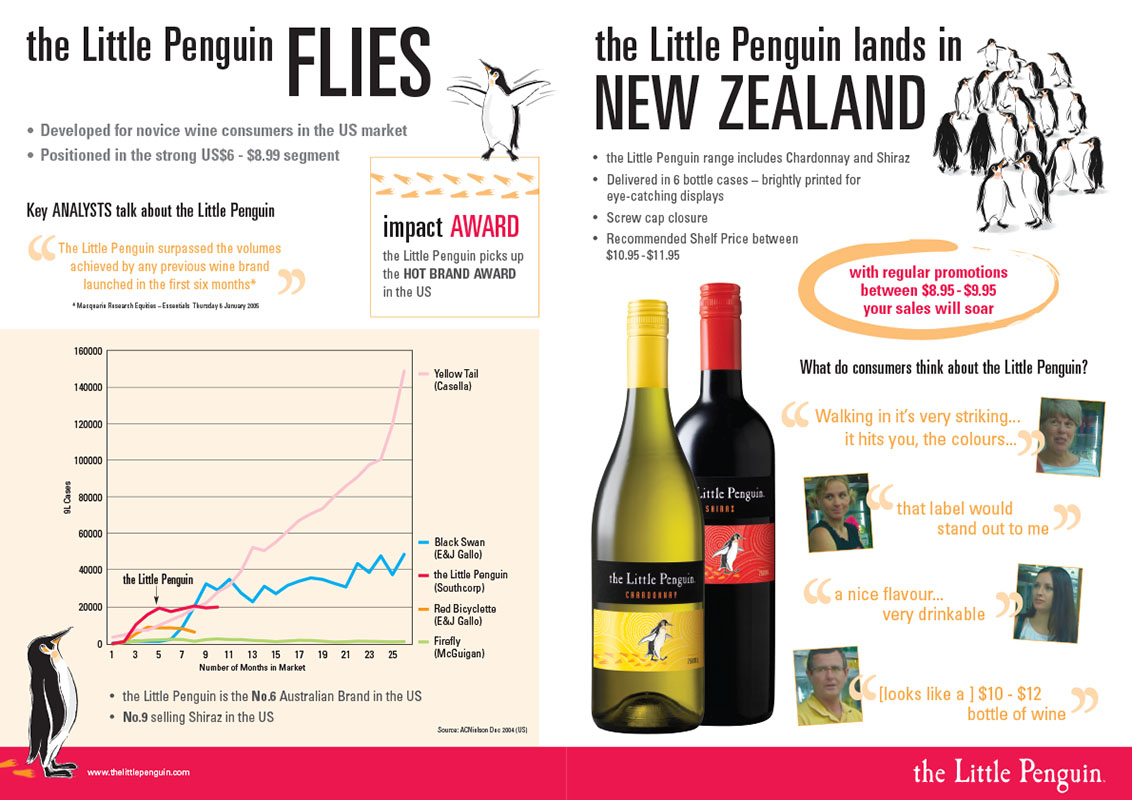 the Little Penguin FLIES
• Developed for novice wine consumers in the US market
• Positioned in the strong US$6 - $8.99 segment
Key ANALYSTS talk about the Little Penguin
“The Little Penguin surpassed the volumes
achieved by any previous wine brand
launched in the first six months*”
* Macquarie Research Equities – Essentials Thursday 6 January 2005
impact AWARD
the Little Penguin picks up
the HOT BRAND AWARD
in the US
160000
140000
120000
100000
80000
60000
40000
20000
0
9L Cases
the Little Penguin
1 3 5 7 8 9 11 13 15 17 19 21 23 25
Number of Months in Market
Yellow Tail
(Casella)
Black Swan
(E&J Gallo)
the Little Penguin
(Southcorp)
Red Bicyclette
(E&J Gallo)
Firefly
(McGuigan)
• the Little Penguin is the No.6 Australian Brand in the US
• No.9 selling Shiraz in the US
Source: ACNielson Dec 2004 (US)
www.thelittlepenguin.com
the Little Penguin lands in
NEW ZEALAND
• the Little Penguin range includes Chardonnay and Shiraz
• Delivered in 6 bottle cases – brightly printed for
eye-catching displays
• Screw cap closure
• Recommended Shelf Price between
$10.95 - $11.95
with regular promotions
between $8.95 - $9.95
your sales will soar
What do consumers think about the Little Penguin?
“Walking in it's very striking...
it hits you, the colours...”
“that label would
stand out to me”
“a nice flavour...
very drinkable”
“[looks like a ] $10 - $12
bottle of wine”
Little Penguin.
SHIRAZ
the Little Penguin.
CHARDONNAY
the Little Penguin.